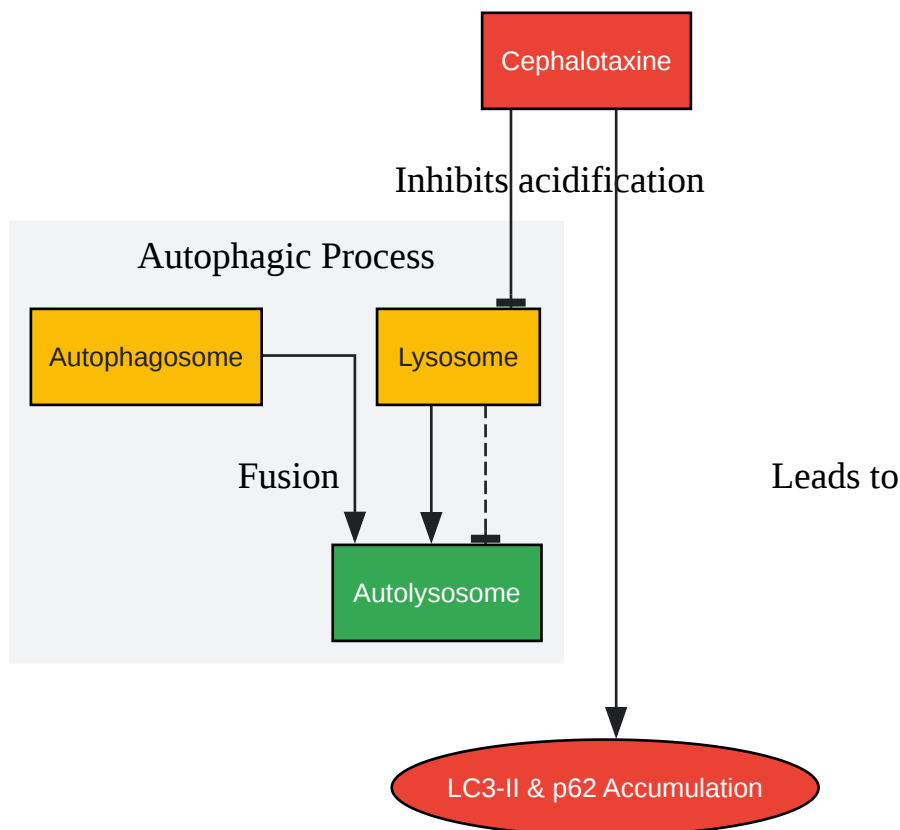 Cephalotaxine
Inhibits acidification
Autophagic Process
Autophagosome
Lysosome
Fusion
Leads to
Autolysosome
LC3-II & p62 Accumulation